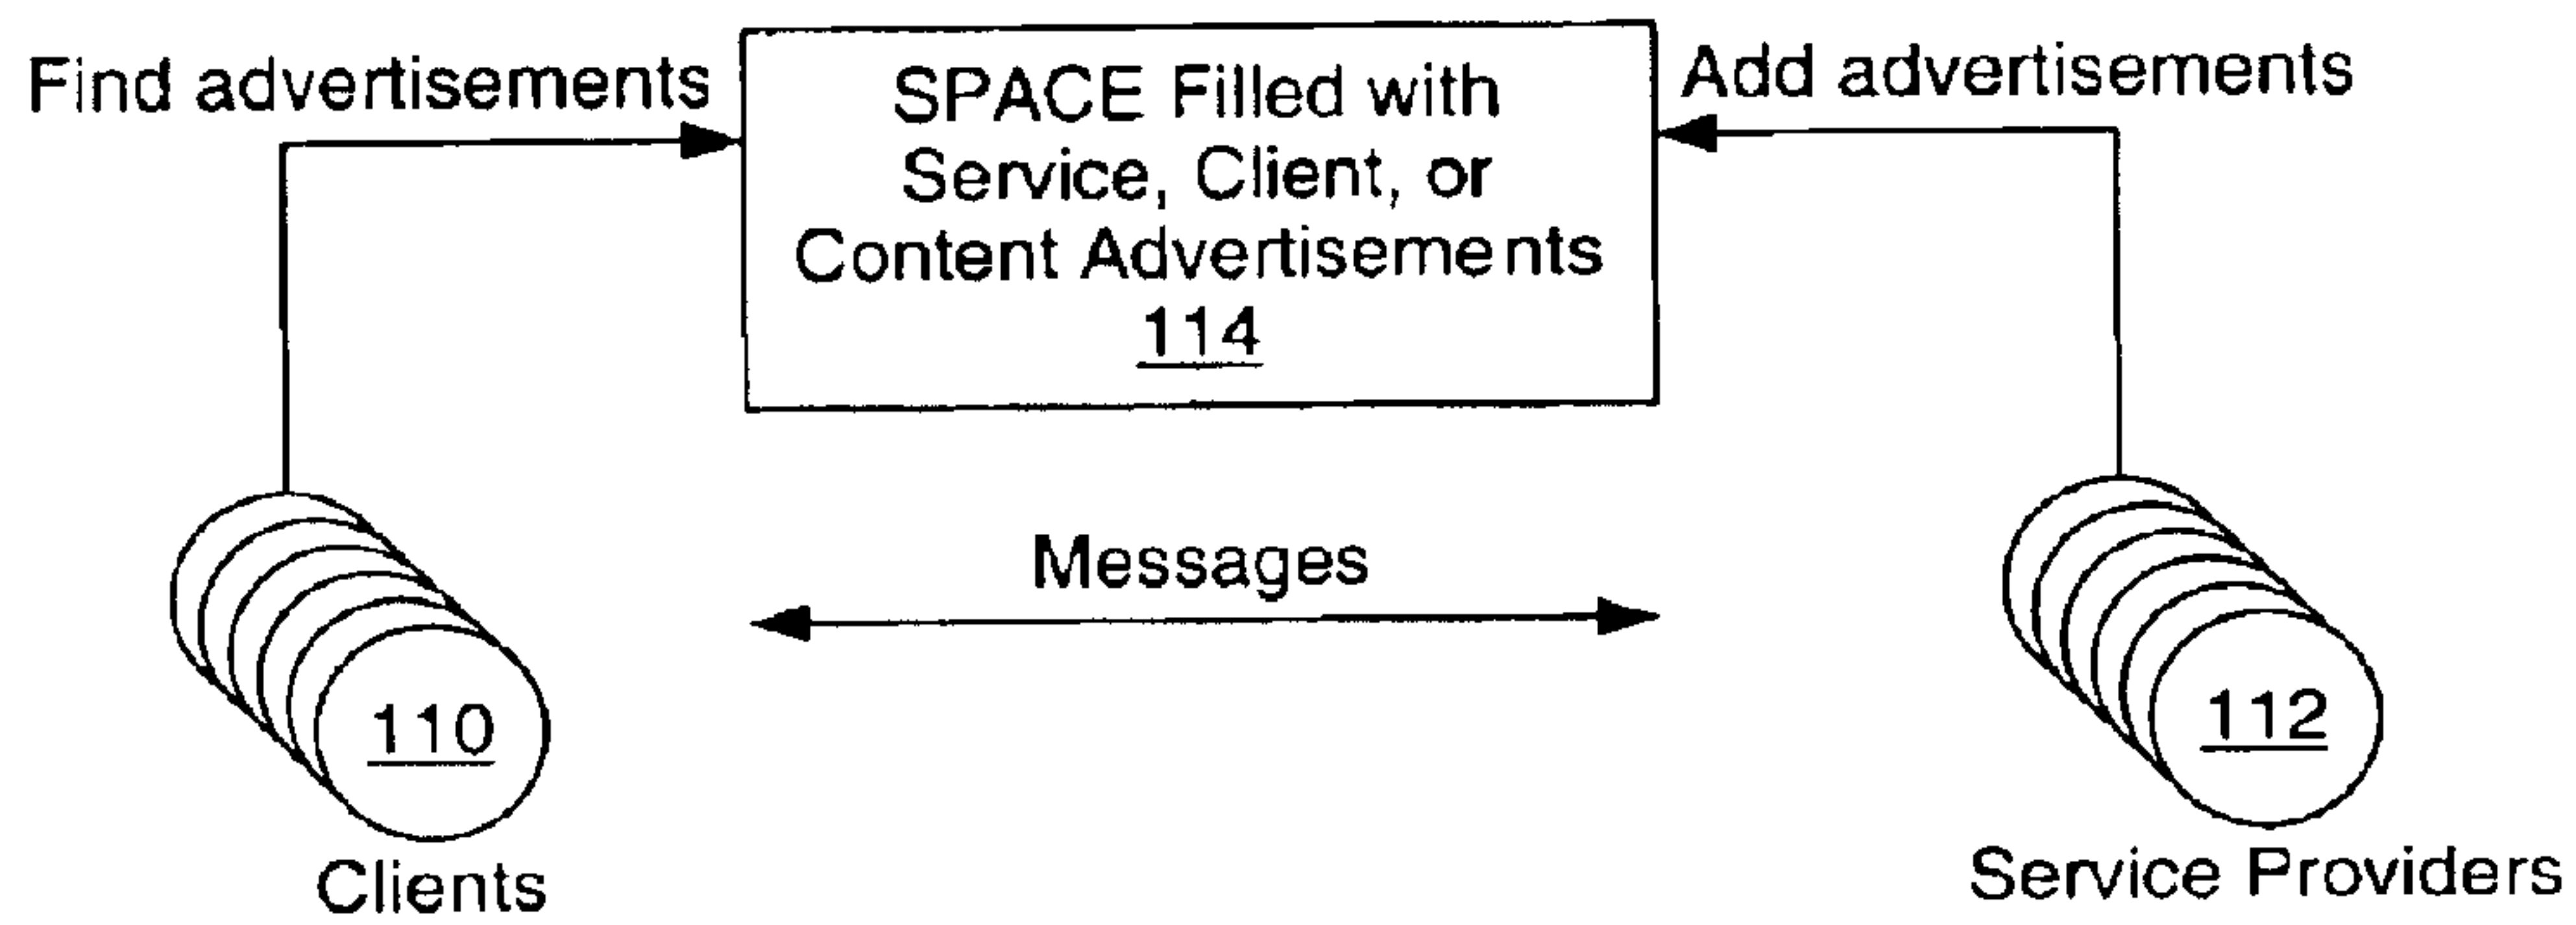 Find advertisements
SPACE Filled with
Service, Client, or
Content Advertisements
114
Add advertisements
Messages
110
Clients
112
Service Providers